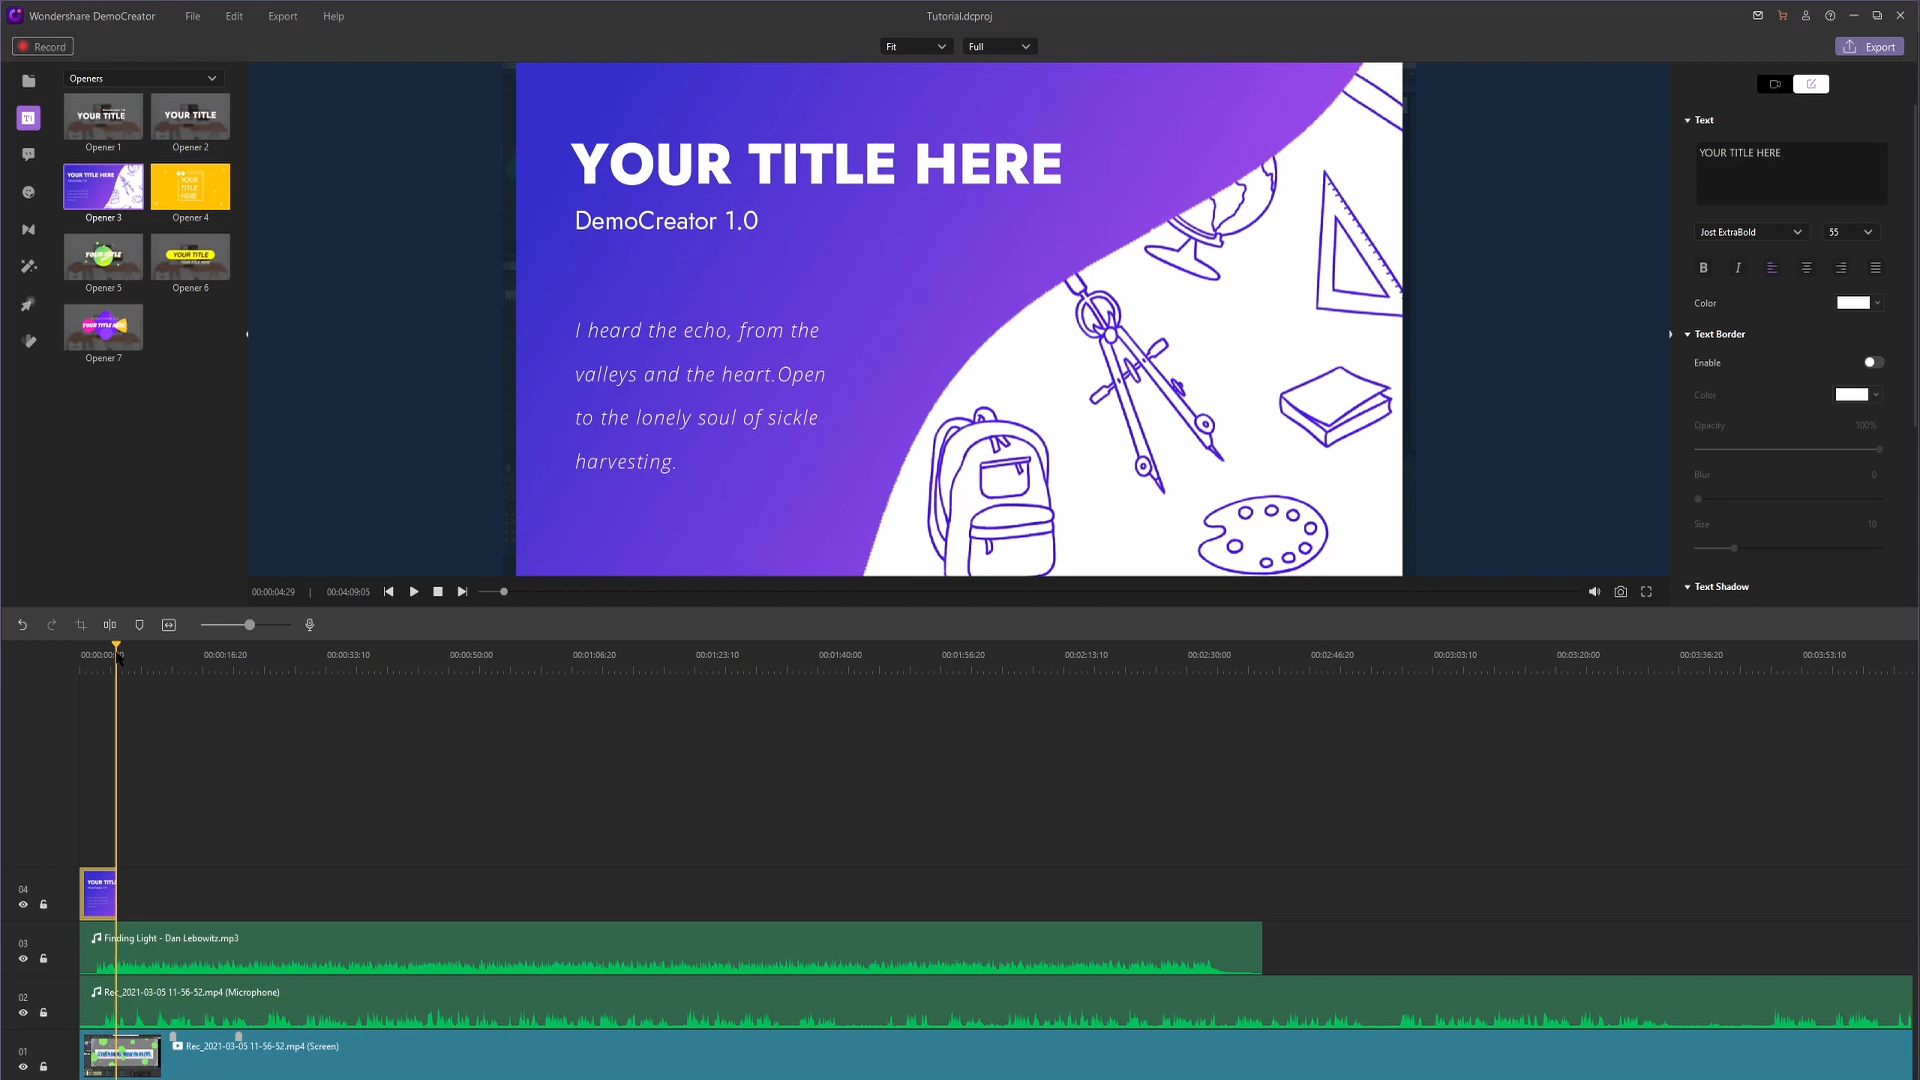 Wondershare DemoCreator File Edit Export Help Tutorial.dcproj
Record Fit Full Export
Openers
YOUR TITLE YOUR TITLE
Opener 1 Opener 2
YOUR TITLE HERE YOUR TITLE HERE
Opener 3 Opener 4
YOUR TITLE YOUR TITLE
Opener 5 Opener 6
YOUR TITLE HERE
Opener 7
YOUR TITLE HERE
DemoCreator 1.0
I heard the echo, from the
valleys and the heart.Open
to the lonely soul of sickle
harvesting.
Text
YOUR TITLE HERE
Jost ExtraBold 55
B I
Color
Text Border
Enable
Color
Opacity 100%
Blur 0
Size 10
Text Shadow
00:00:04:29 | 00:04:09:05
00:00:16:20 00:00:33:10 00:00:50:00 00:01:06:20 00:01:23:10 00:01:40:00 00:01:56:20 00:02:13:10 00:02:30:00 00:02:46:20 00:03:03:10 00:03:20:00 00:03:36:20 00:03:53:10
04
YOUR TITL
03
Finding Light - Dan Lebowitz.mp3
02
Rec_2021-03-05 11-56-52.mp4 (Microphone)
01
Rec_2021-03-05 11-56-52.mp4 (Screen)